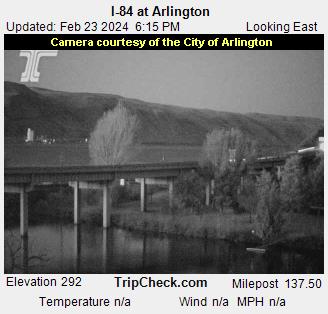 I-84 at Arlington
Updated: Feb 23 2024 6:15 PM Looking East
Camera courtesy of the City of Arlington
Elevation 292 TripCheck.com Milepost 137.50
Temperature n/a Wind n/a MPH n/a